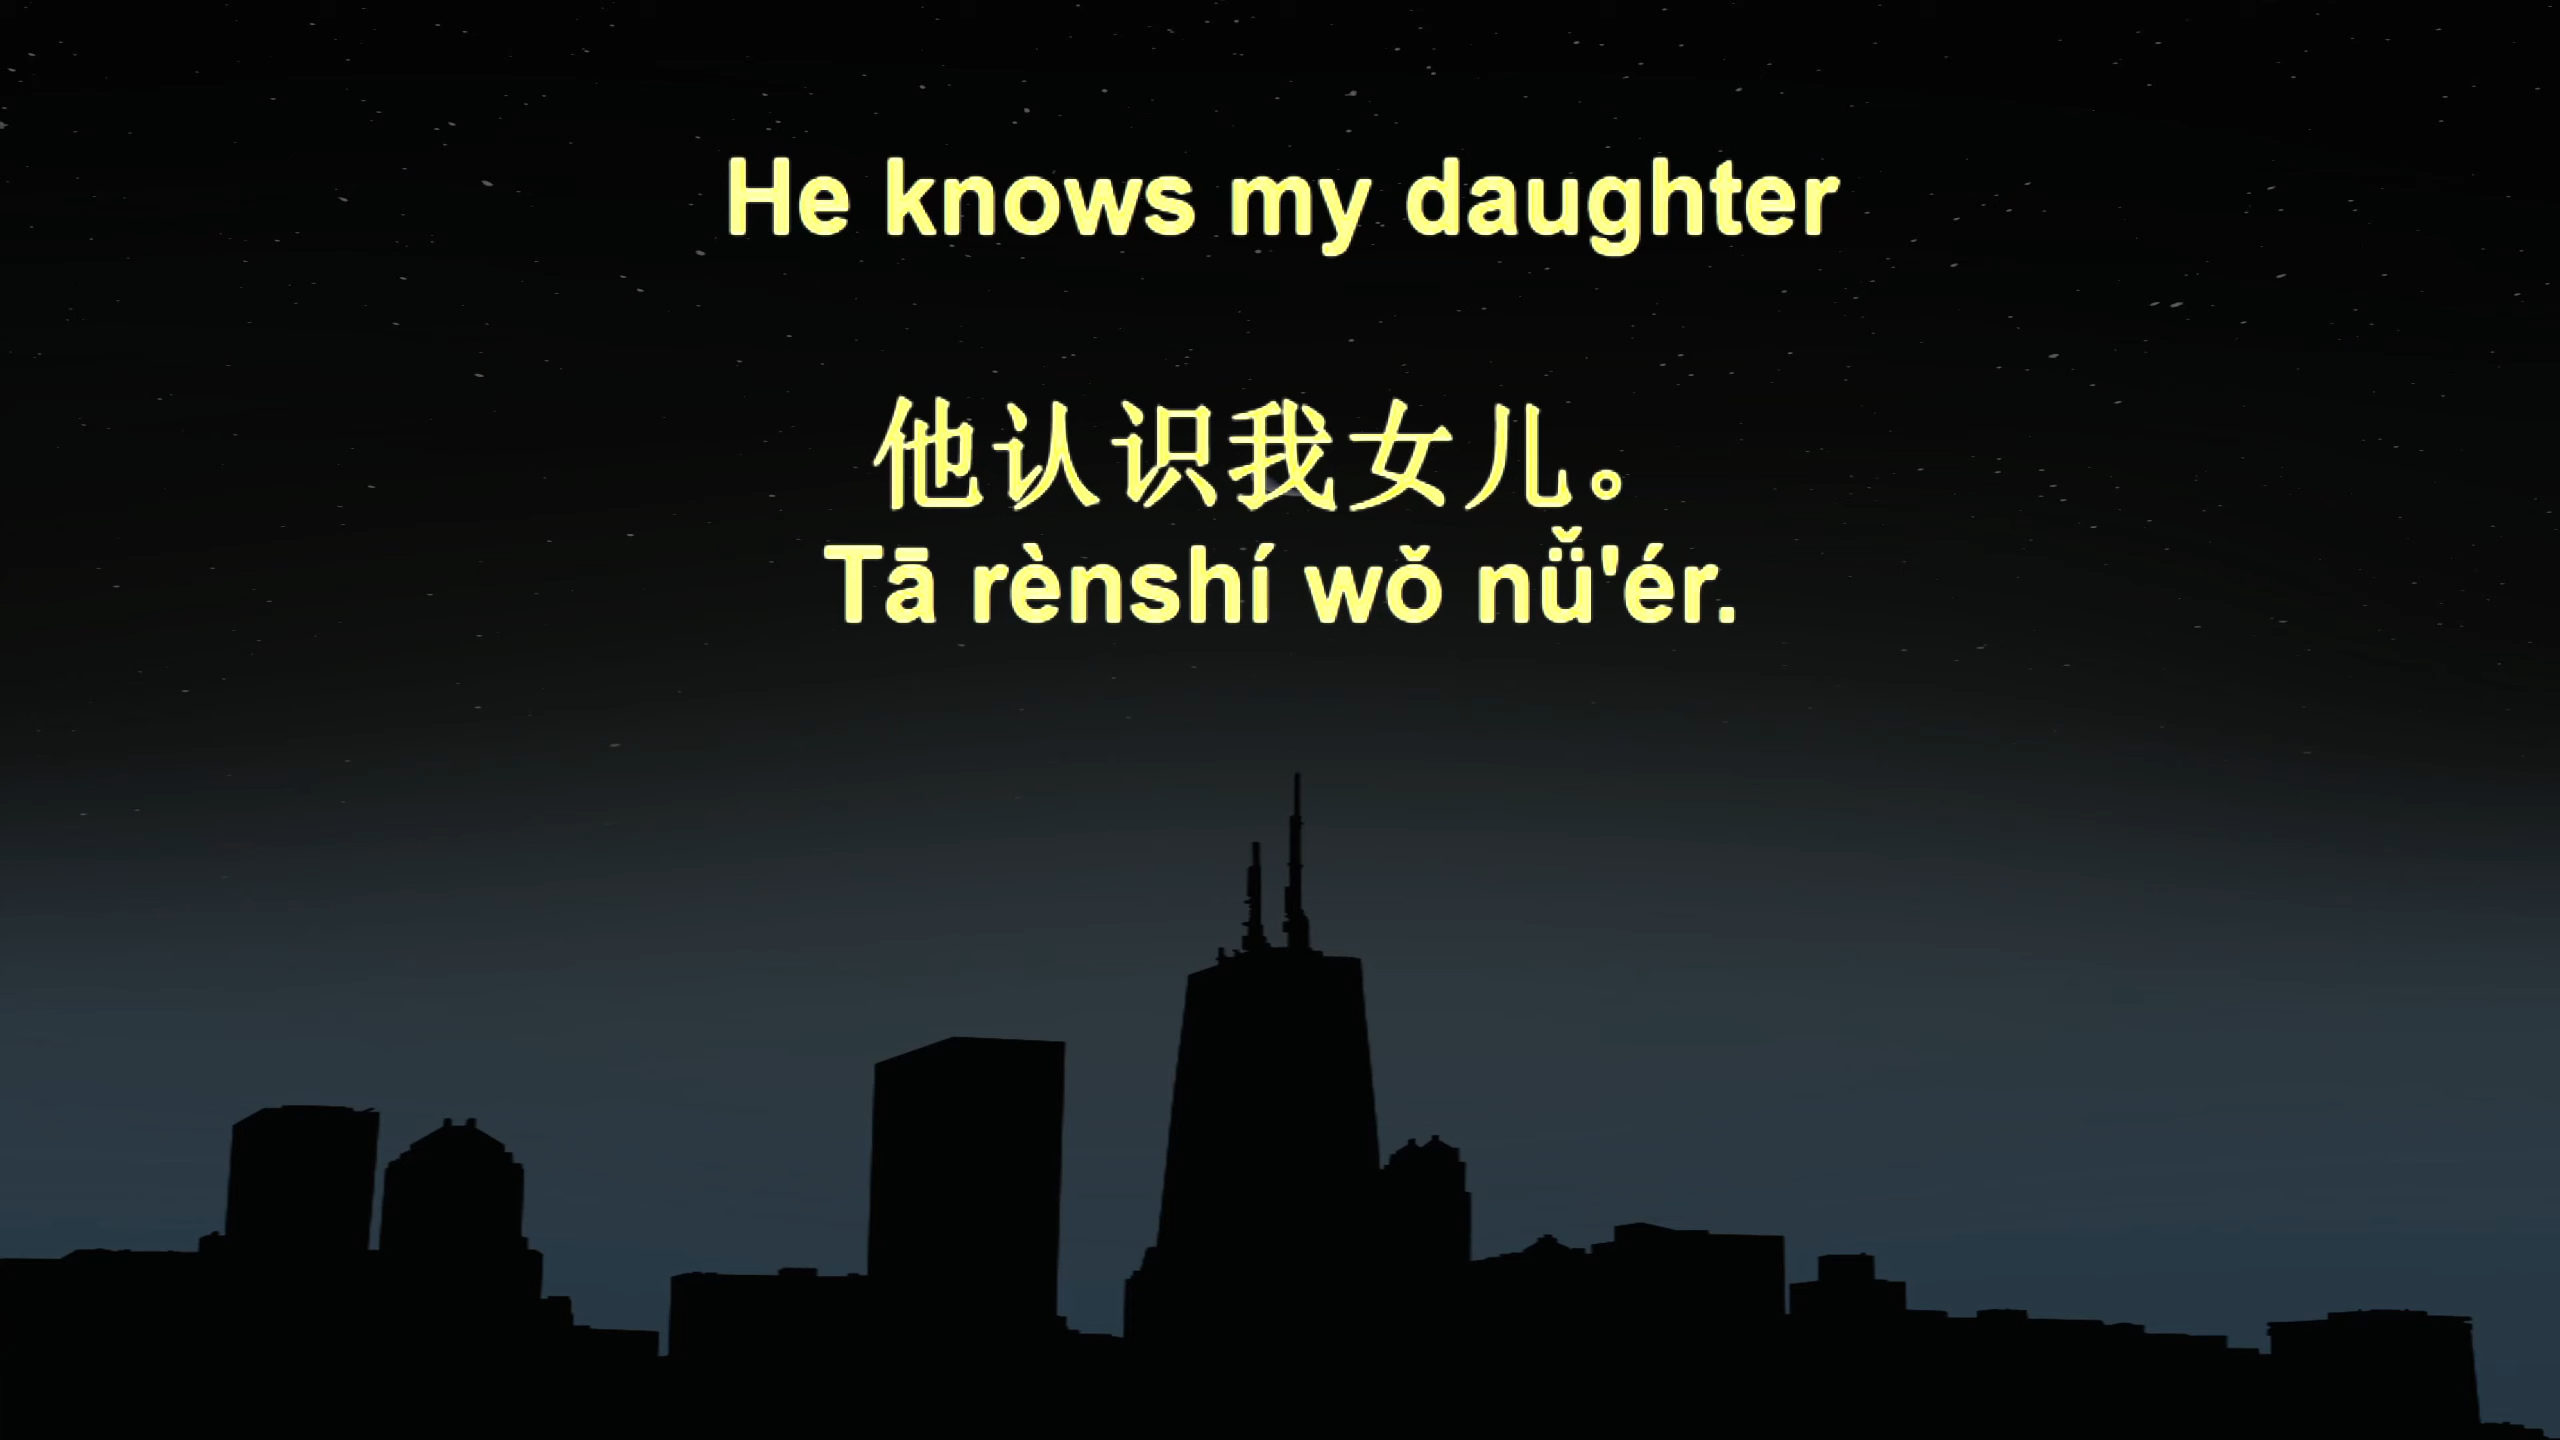 He knows my daughter
他认识我女儿。
Tā rènshí wǒ nǚ'ér.